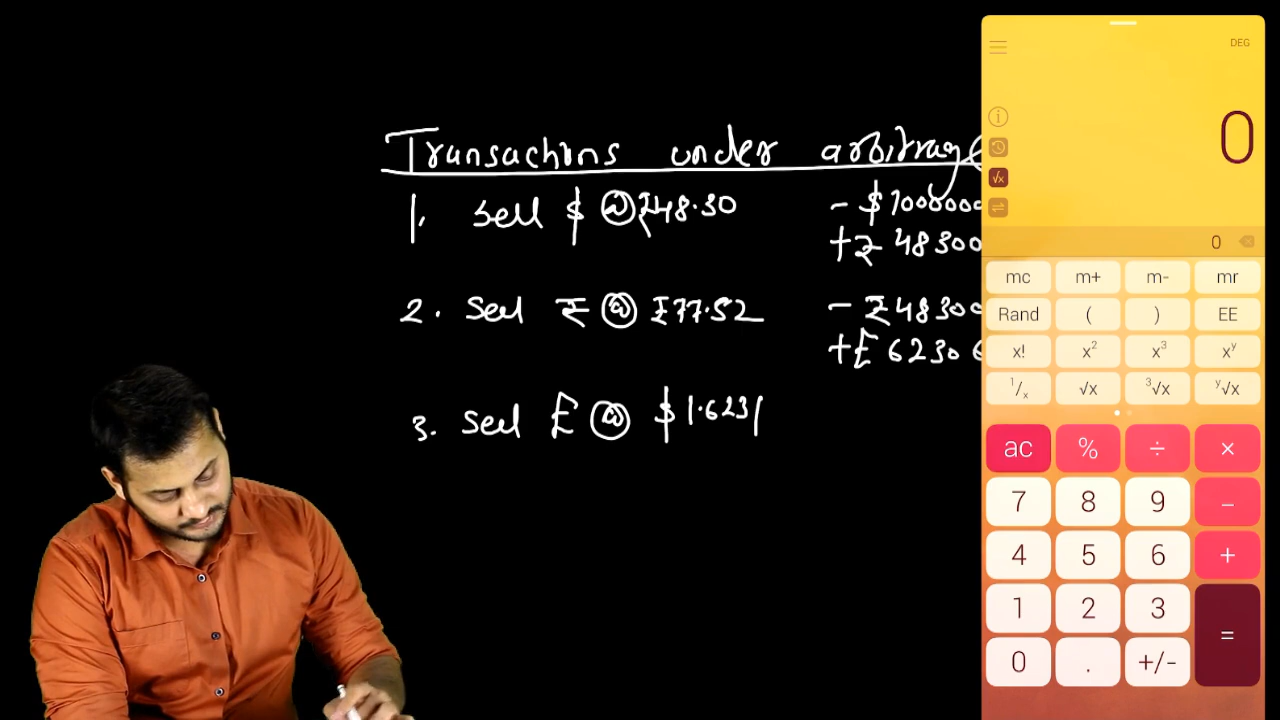 Transactions under arbitrage
1. Sell $ @ ₹48.30 - $1000000
+₹ 48300
2. Sell ₹ @ ₹77.52 - ₹48300
+£ 6230
3. Sell £ @ $1.6231
DEG
0
0
mc m+ m- mr
Rand ( ) EE
x! x² x³ xʸ
¹/ₓ √x ³√x ʸ√x
ac % ÷ ×
7 8 9 −
4 5 6 +
1 2 3 =
0 . +/-